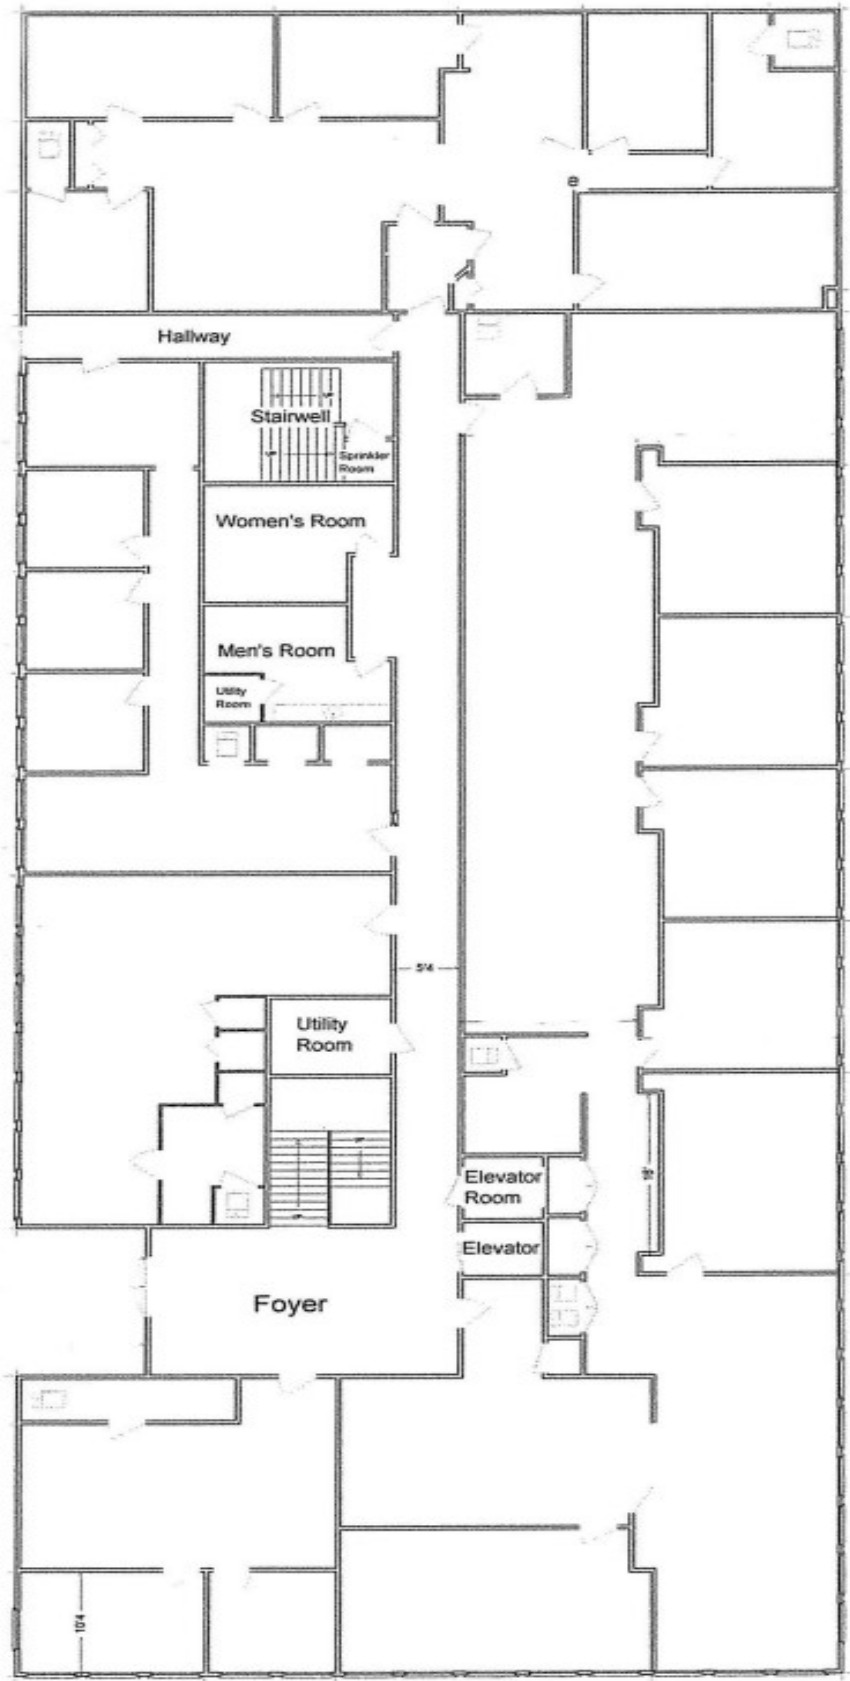 Hallway
Stairwell
Sprinkler
Room
Women's Room
Men's Room
Utility
Room
5'4
Utility
Room
Elevator
Room
16'
Elevator
Foyer
10'4